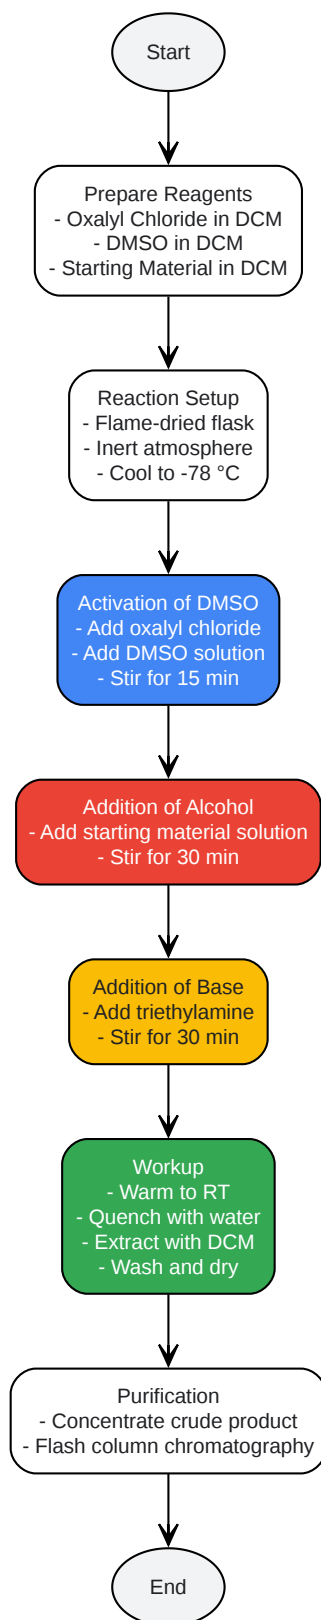 Start
Prepare Reagents
- Oxalyl Chloride in DCM
- DMSO in DCM
- Starting Material in DCM
Reaction Setup
- Flame-dried flask
- Inert atmosphere
- Cool to -78 °C
Activation of DMSO
- Add oxalyl chloride
- Add DMSO solution
- Stir for 15 min
Addition of Alcohol
- Add starting material solution
- Stir for 30 min
Addition of Base
- Add triethylamine
- Stir for 30 min
Workup
- Warm to RT
- Quench with water
- Extract with DCM
- Wash and dry
Purification
- Concentrate crude product
- Flash column chromatography
End